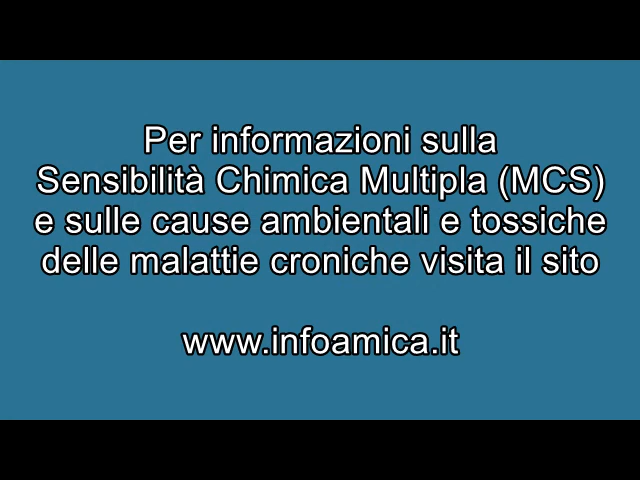 Per informazioni sulla
Sensibilità Chimica Multipla (MCS)
e sulle cause ambientali e tossiche
delle malattie croniche visita il sito
www.infoamica.it